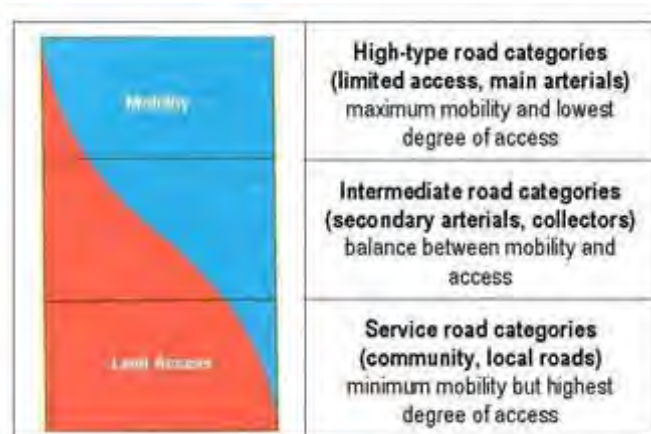 Mobility
High-type road categories
(limited access, main arterials)
maximum mobility and lowest
degree of access
Intermediate road categories
(secondary arterials, collectors)
balance between mobility and
access
Land Access
Service road categories
(community, local roads)
minimum mobility but highest
degree of access